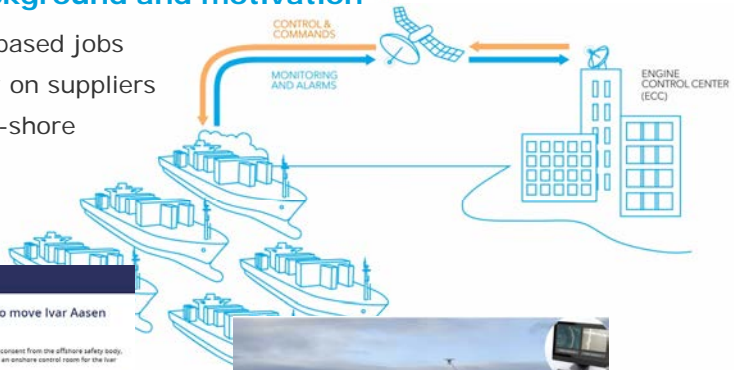 kground and motivation
based jobs
on suppliers
-shore
CONTROL &
COMMANDS
MONITORING
AND ALARMS
ENGINE
CONTROL CENTER
(ECC)
o move Ivar Aasen
consent from the offshore safety body,
an onshore control room for the Ivar